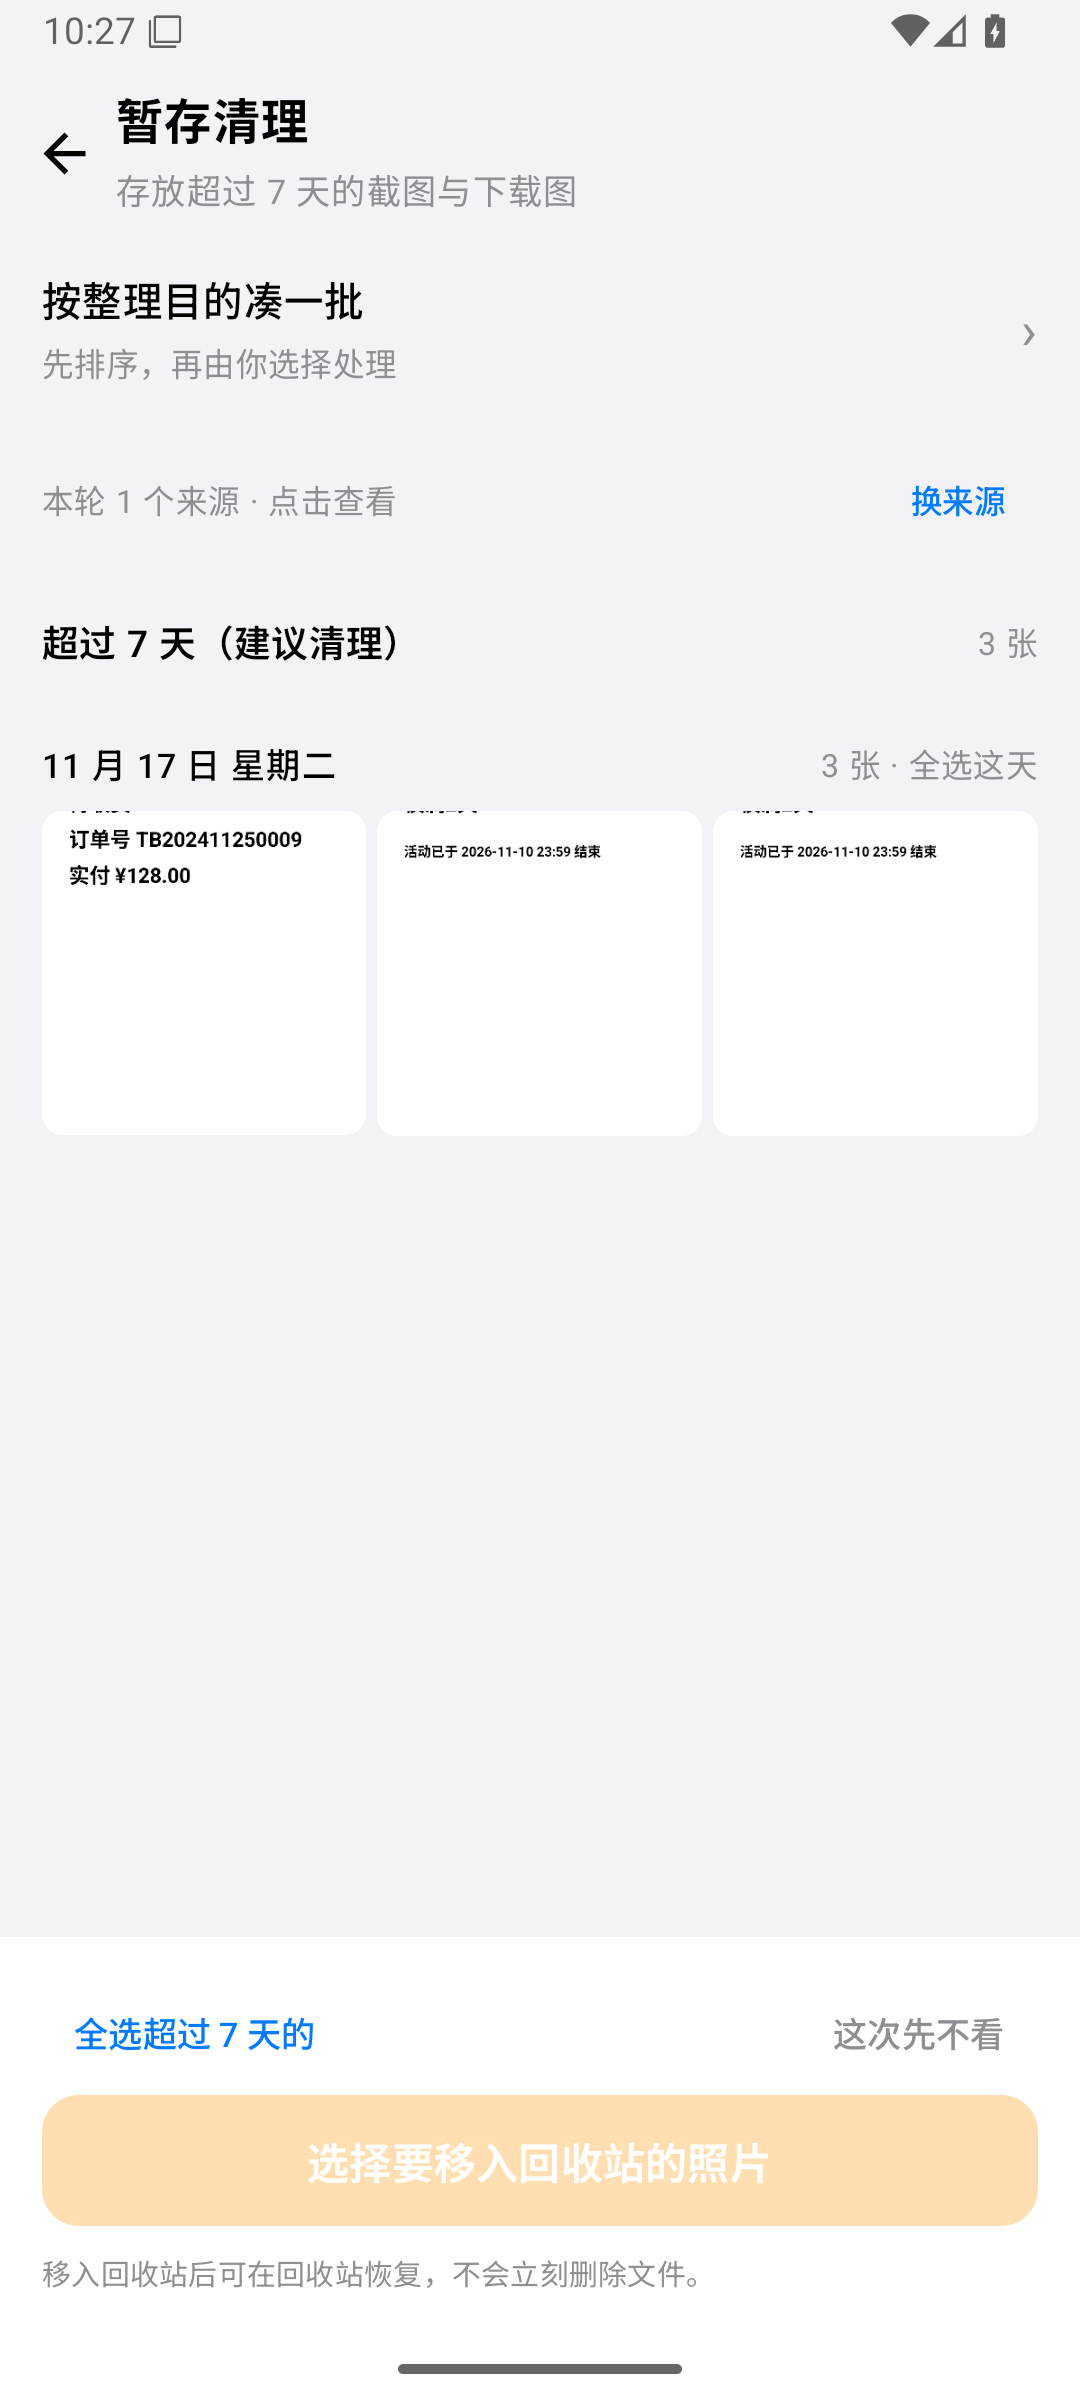 10:27
暂存清理
存放超过 7 天的截图与下载图
按整理目的凑一批
先排序，再由你选择处理
本轮 1 个来源 · 点击查看
换来源
超过 7 天（建议清理）
3 张
11 月 17 日 星期二
3 张 · 全选这天
订单号 TB202411250009
实付 ¥128.00
活动已于 2026-11-10 23:59 结束
活动已于 2026-11-10 23:59 结束
全选超过 7 天的
这次先不看
选择要移入回收站的照片
移入回收站后可在回收站恢复，不会立刻删除文件。